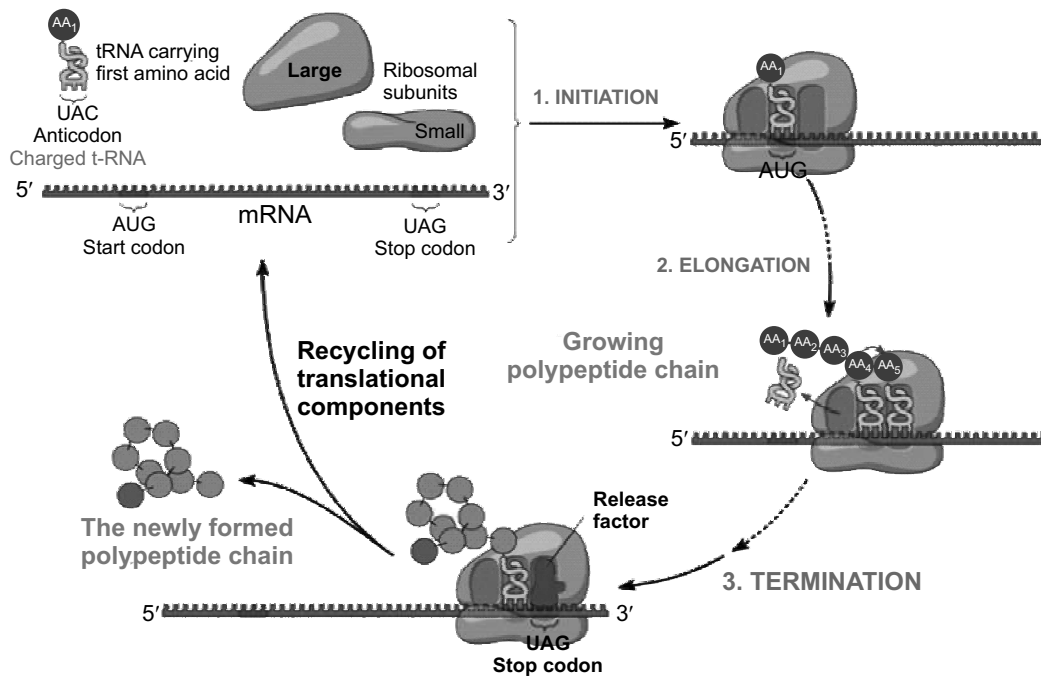 AA1
tRNA carrying
first amino acid
UAC
Anticodon
Charged t-RNA
Large
Ribosomal
subunits
Small
5′
3′
AUG
Start codon
mRNA
UAG
Stop codon
1. INITIATION
AA1
5′
AUG
2. ELONGATION
Growing
polypeptide chain
AA1
AA2
AA3
AA4
AA5
5′
3. TERMINATION
Recycling of
translational
components
The newly formed
polypeptide chain
Release
factor
5′
3′
UAG
Stop codon